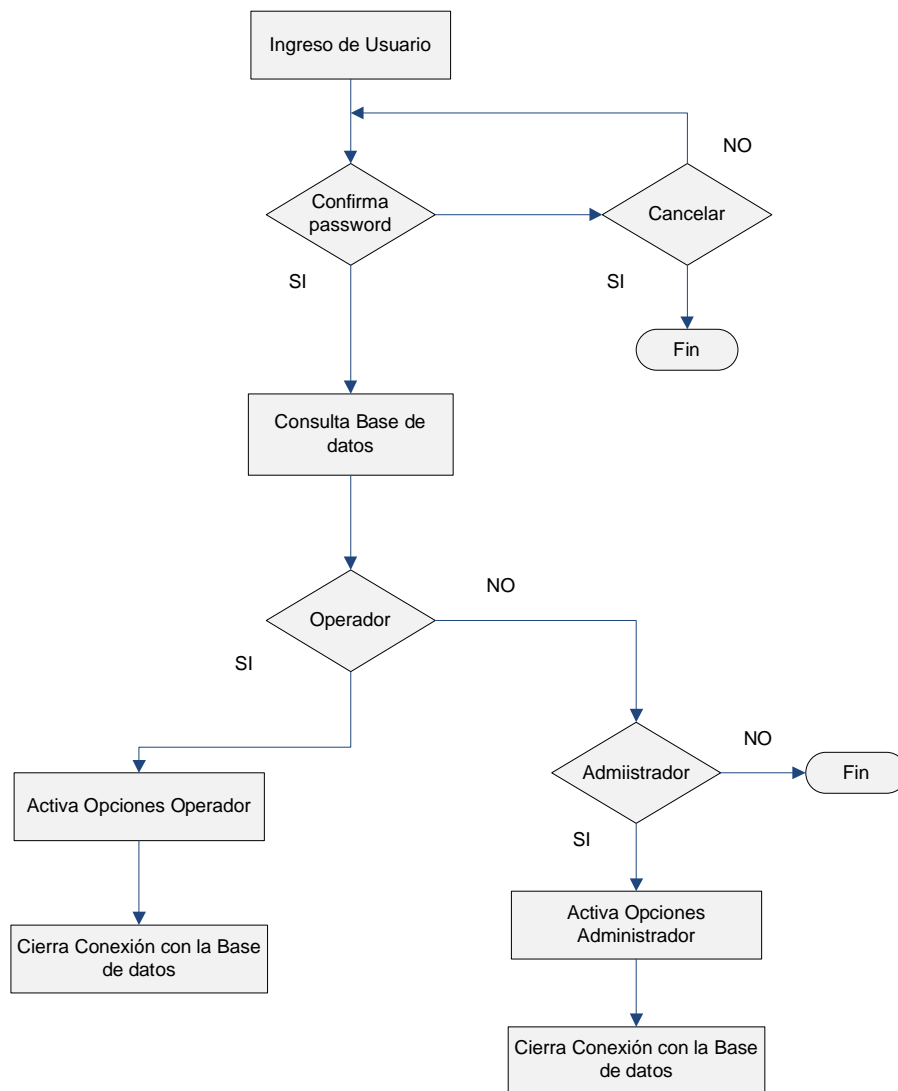 Ingreso de Usuario
NO
Confirma
password
Cancelar
SI
SI
Fin
Consulta Base de
datos
NO
Operador
SI
NO
Admiistrador
Fin
Activa Opciones Operador
SI
Activa Opciones
Administrador
Cierra Conexión con la Base
de datos
Cierra Conexión con la Base
de datos